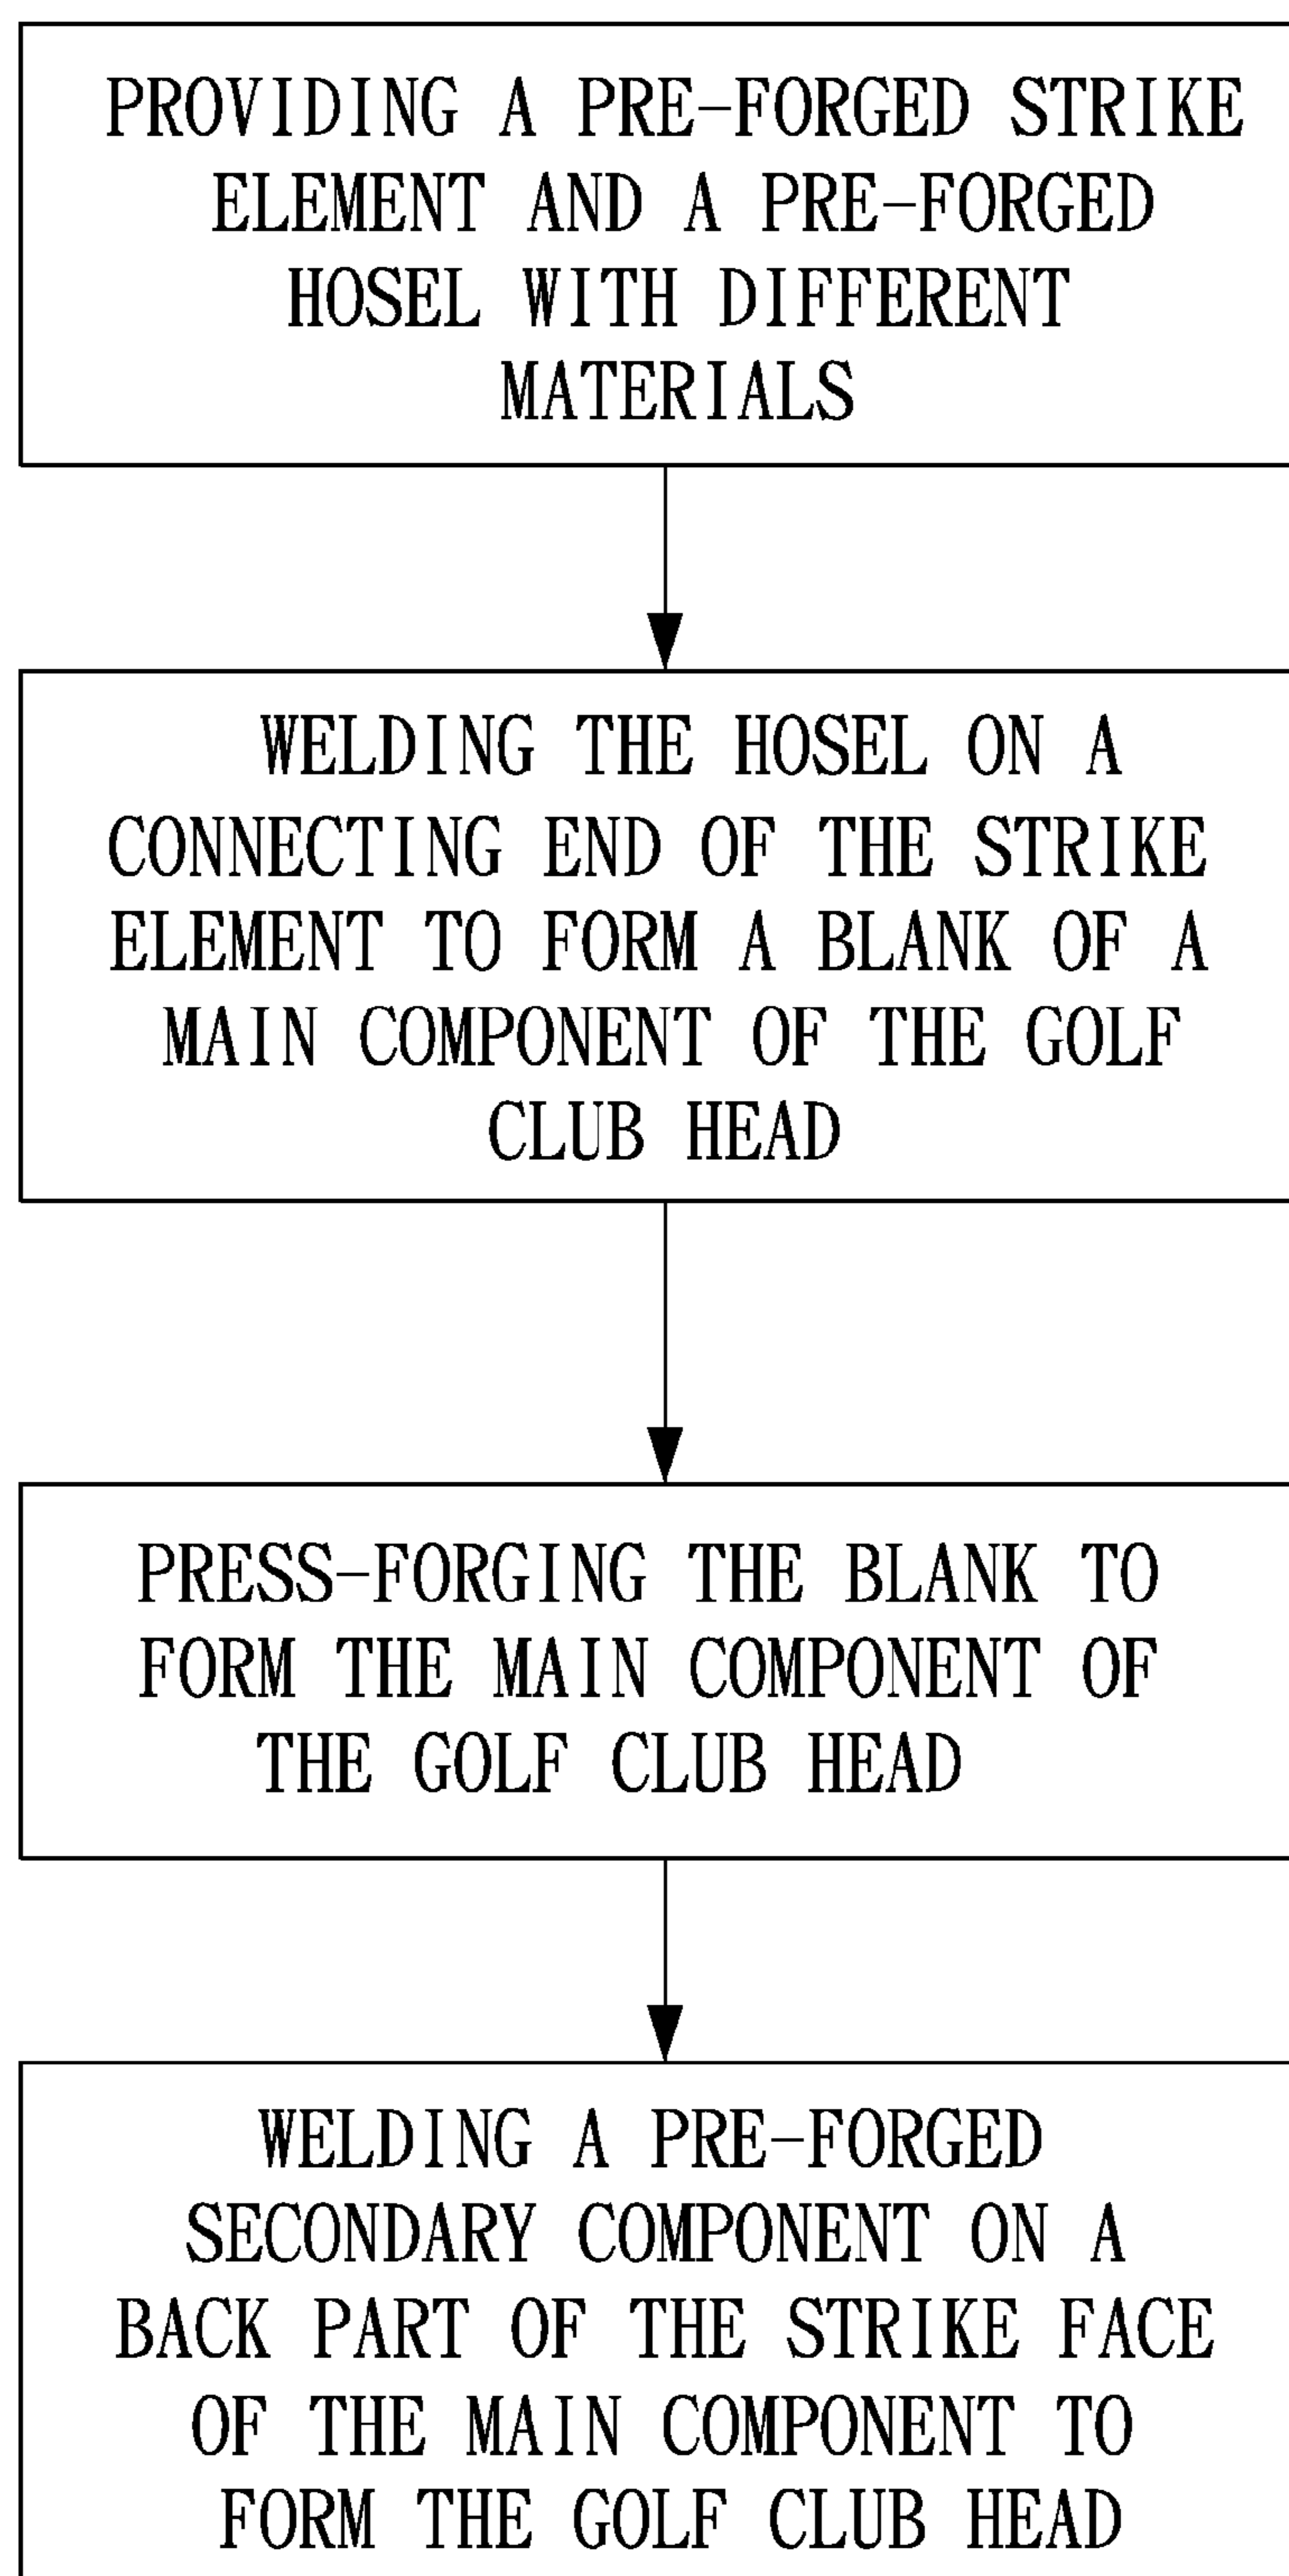 PROVIDING A PRE-FORGED STRIKE
ELEMENT AND A PRE-FORGED
HOSEL WITH DIFFERENT
MATERIALS
WELDING THE HOSEL ON A
CONNECTING END OF THE STRIKE
ELEMENT TO FORM A BLANK OF A
MAIN COMPONENT OF THE GOLF
CLUB HEAD
PRESS-FORGING THE BLANK TO
FORM THE MAIN COMPONENT OF
THE GOLF CLUB HEAD
WELDING A PRE-FORGED
SECONDARY COMPONENT ON A
BACK PART OF THE STRIKE FACE
OF THE MAIN COMPONENT TO
FORM THE GOLF CLUB HEAD